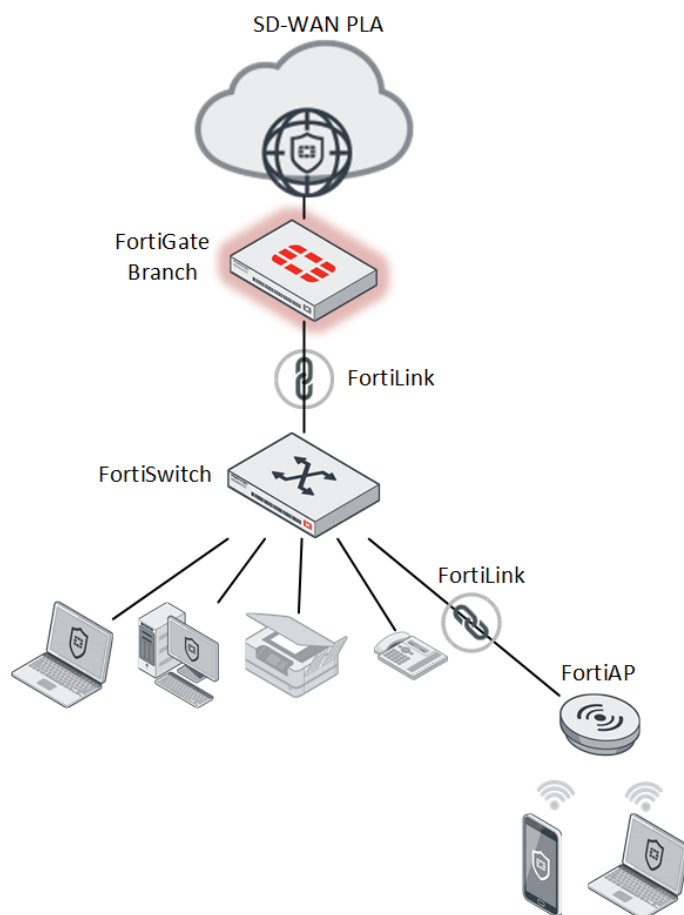 SD-WAN PLA
FortiGate
Branch
FortiLink
FortiSwitch
FortiLink
FortiAP